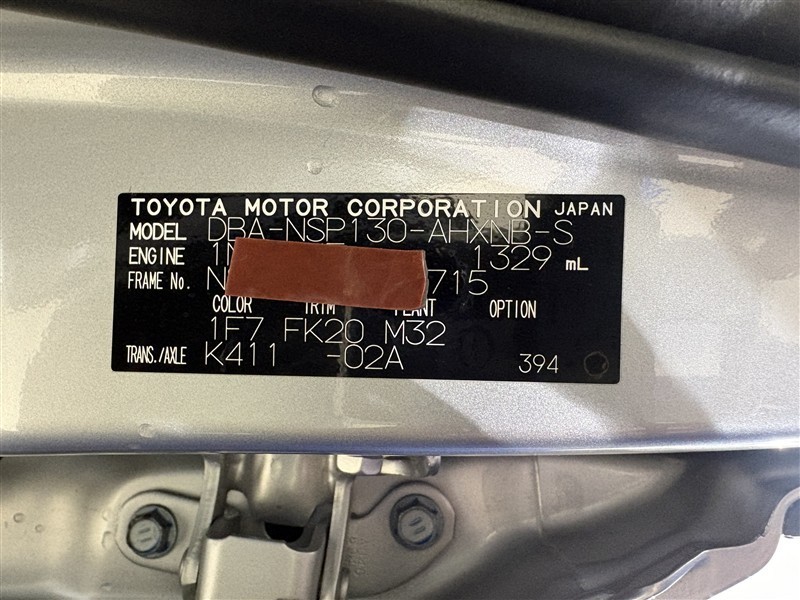 TOYOTA MOTOR CORPORATION JAPAN
MODEL DBA-NSP130-AHXNB-S
ENGINE 1N 1329 mL
FRAME No. N 715
COLOR TRIM PLANT OPTION
1F7 FK20 M32
TRANS./AXLE K411 -02A 394